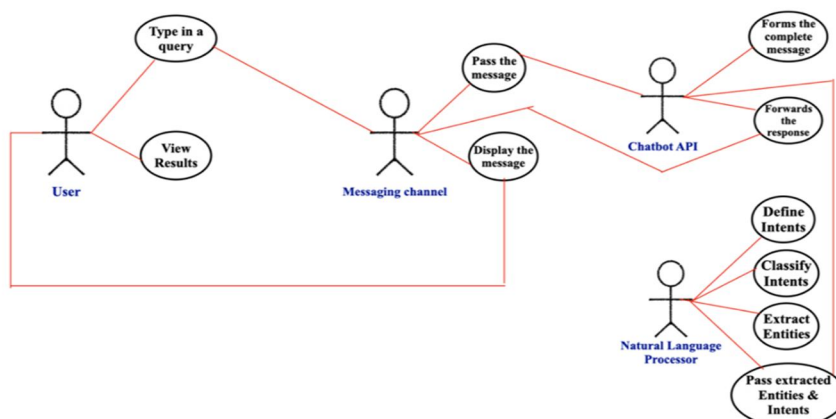 Type in a
query
View
Results
User
Pass the
message
Display the
message
Messaging channel
Forms the
complete
message
Forwards
the
response
Chatbot API
Define
Intents
Classify
Intents
Extract
Entities
Natural Language
Processor
Pass extracted
Entities &
Intents